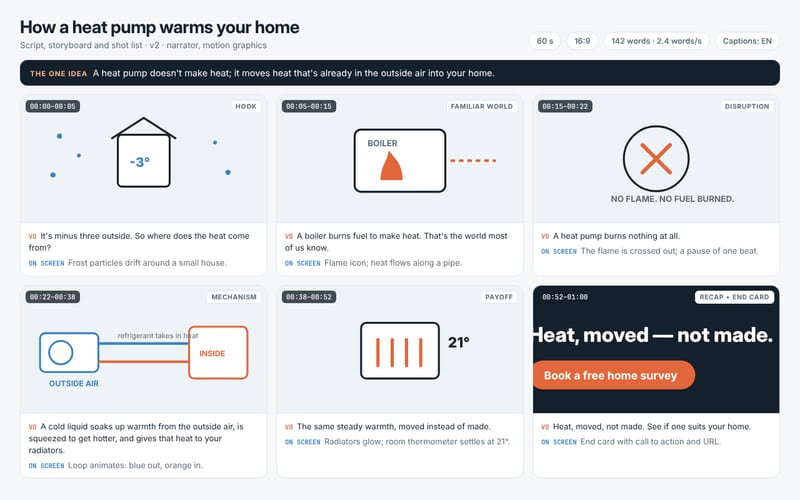 How a heat pump warms your home
Script, storyboard and shot list · v2 · narrator, motion graphics
60 s
16:9
142 words · 2.4 words/s
Captions: EN
THE ONE IDEA A heat pump doesn't make heat; it moves heat that's already in the outside air into your home.
00:00–00:05
HOOK
-3°
VO It's minus three outside. So where does the heat come
from?
ON SCREEN Frost particles drift around a small house.
00:05–00:15
FAMILIAR WORLD
BOILER
VO A boiler burns fuel to make heat. That's the world most
of us know.
ON SCREEN Flame icon; heat flows along a pipe.
00:15–00:22
DISRUPTION
NO FLAME. NO FUEL BURNED.
VO A heat pump burns nothing at all.
ON SCREEN The flame is crossed out; a pause of one beat.
00:22–00:38
MECHANISM
refrigerant takes in heat
INSIDE
OUTSIDE AIR
VO A cold liquid soaks up warmth from the outside air, is
squeezed to get hotter, and gives that heat to your
radiators.
ON SCREEN Loop animates: blue out, orange in.
00:38–00:52
PAYOFF
21°
VO The same steady warmth, moved instead of made.
ON SCREEN Radiators glow; room thermometer settles at 21°.
00:52–01:00
RECAP + END CARD
Heat, moved — not made.
Book a free home survey
VO Heat, moved, not made. See if one suits your home.
ON SCREEN End card with call to action and URL.